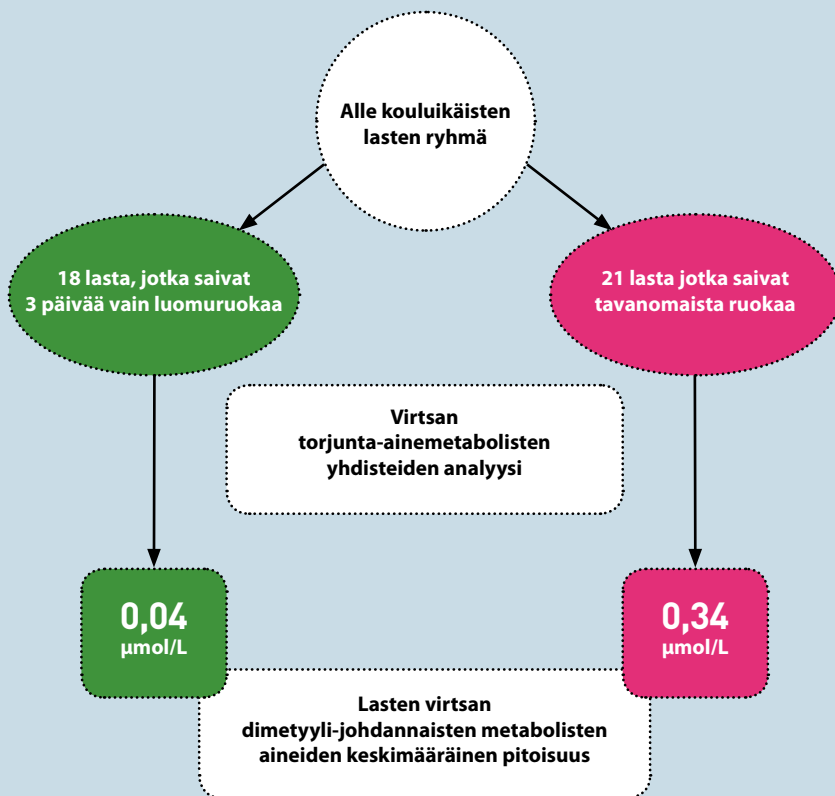 Alle kouluikäisten
lasten ryhmä
18 lasta, jotka saivat
3 päivää vain luomuruokaa
21 lasta jotka saivat
tavanomaista ruokaa
Virtsan
torjunta-ainemetabolisten
yhdisteiden analyysi
0,04
µmol/L
0,34
µmol/L
Lasten virtsan
dimetyyli-johdannaisten metabolisten
aineiden keskimääräinen pitoisuus